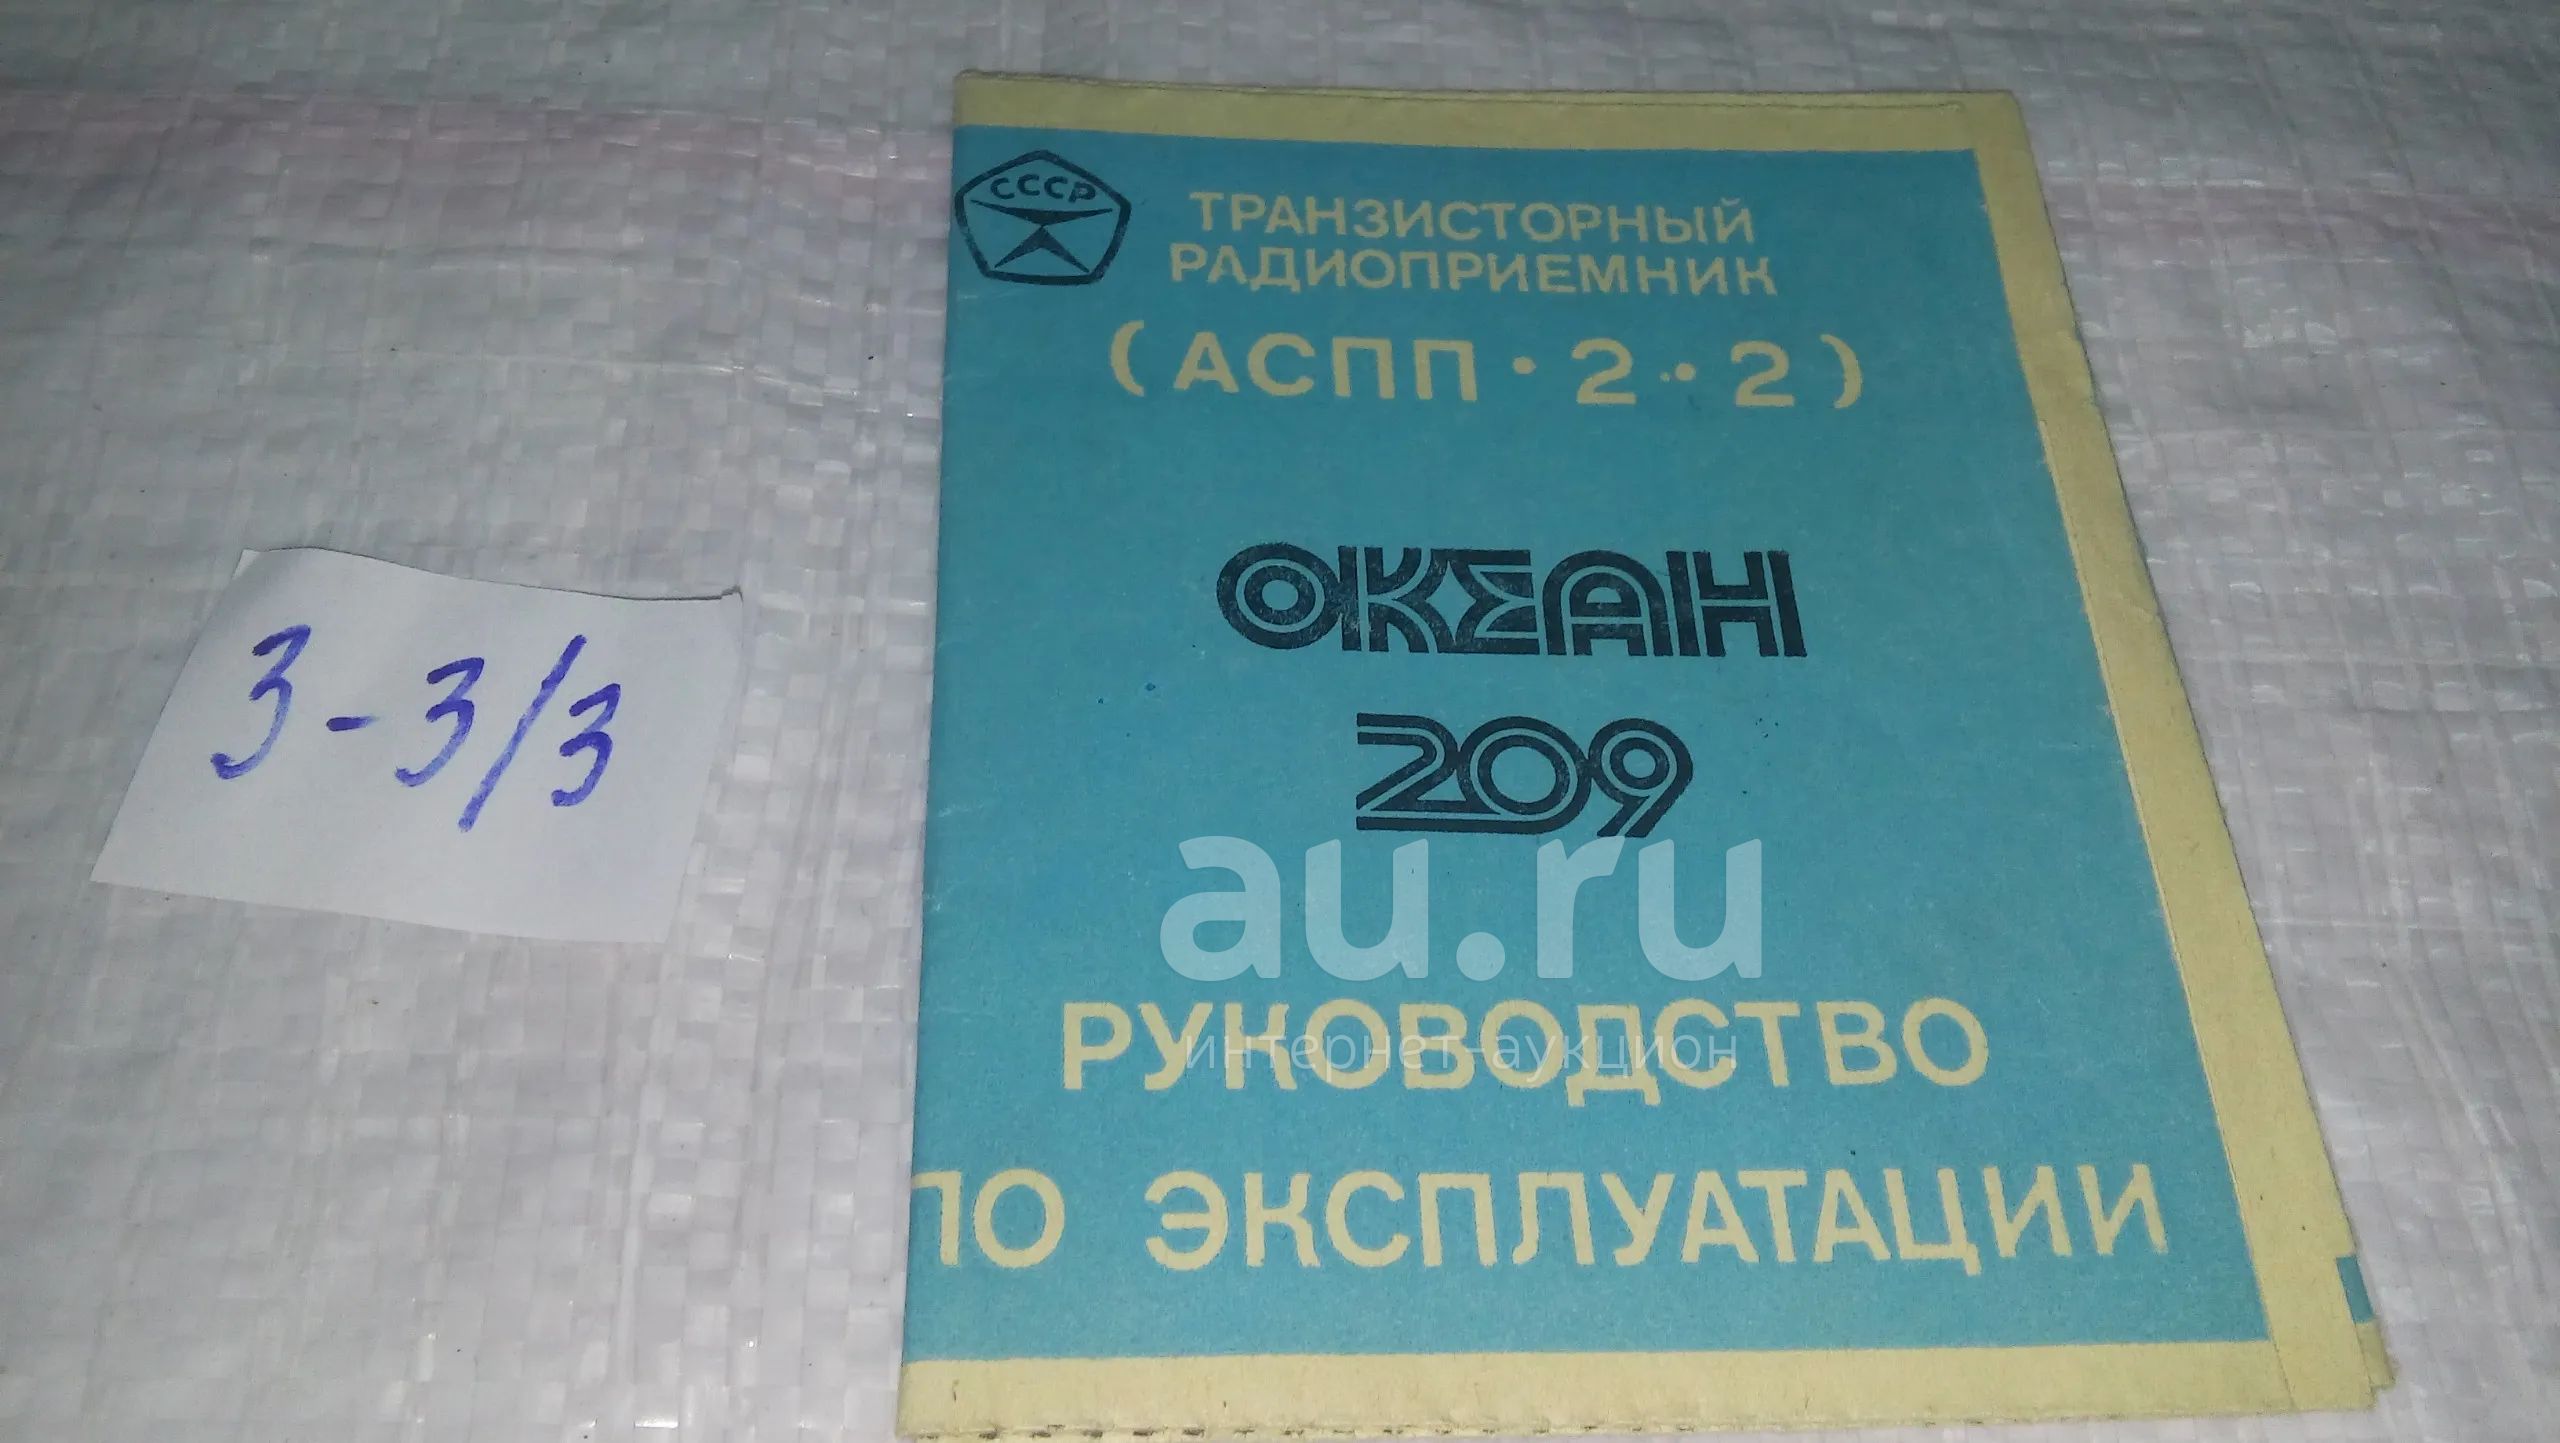 СССР
ТРАНЗИСТОРНЫЙ
РАДИОПРИЕМНИК
(АСПП·2·2)
ОКЕАН
209
au.ru
РУКОВОДСТВО
интернет-аукцион
ПО ЭКСПЛУАТАЦИИ
3-3/3